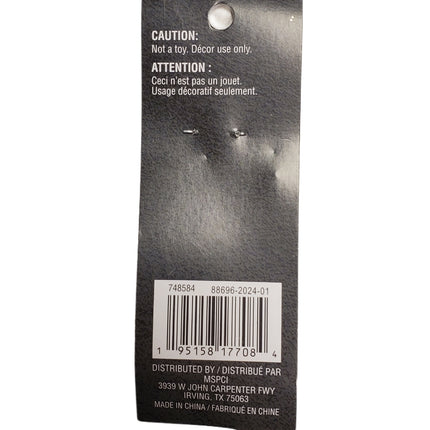 CAUTION:
Not a toy. Décor use only.
ATTENTION :
Ceci n'est pas un jouet.
Usage décoratif seulement.
748584 88696-2024-01
1 95158 17708 4
DISTRIBUTED BY / DISTRIBUÉ PAR
MSPCI
3939 W JOHN CARPENTER FWY
IRVING, TX 75063
MADE IN CHINA / FABRIQUÉ EN CHINE